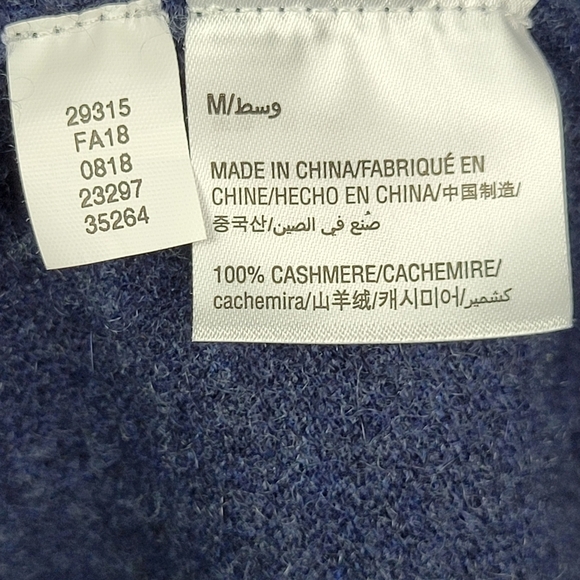 29315
FA18
0818
23297
35264
M/وسط
MADE IN CHINA/FABRIQUÉ EN
CHINE/HECHO EN CHINA/中国制造/
중국산/صُنع في الصين
100% CASHMERE/CACHEMIRE/
cachemira/山羊绒/캐시미어/كشمير